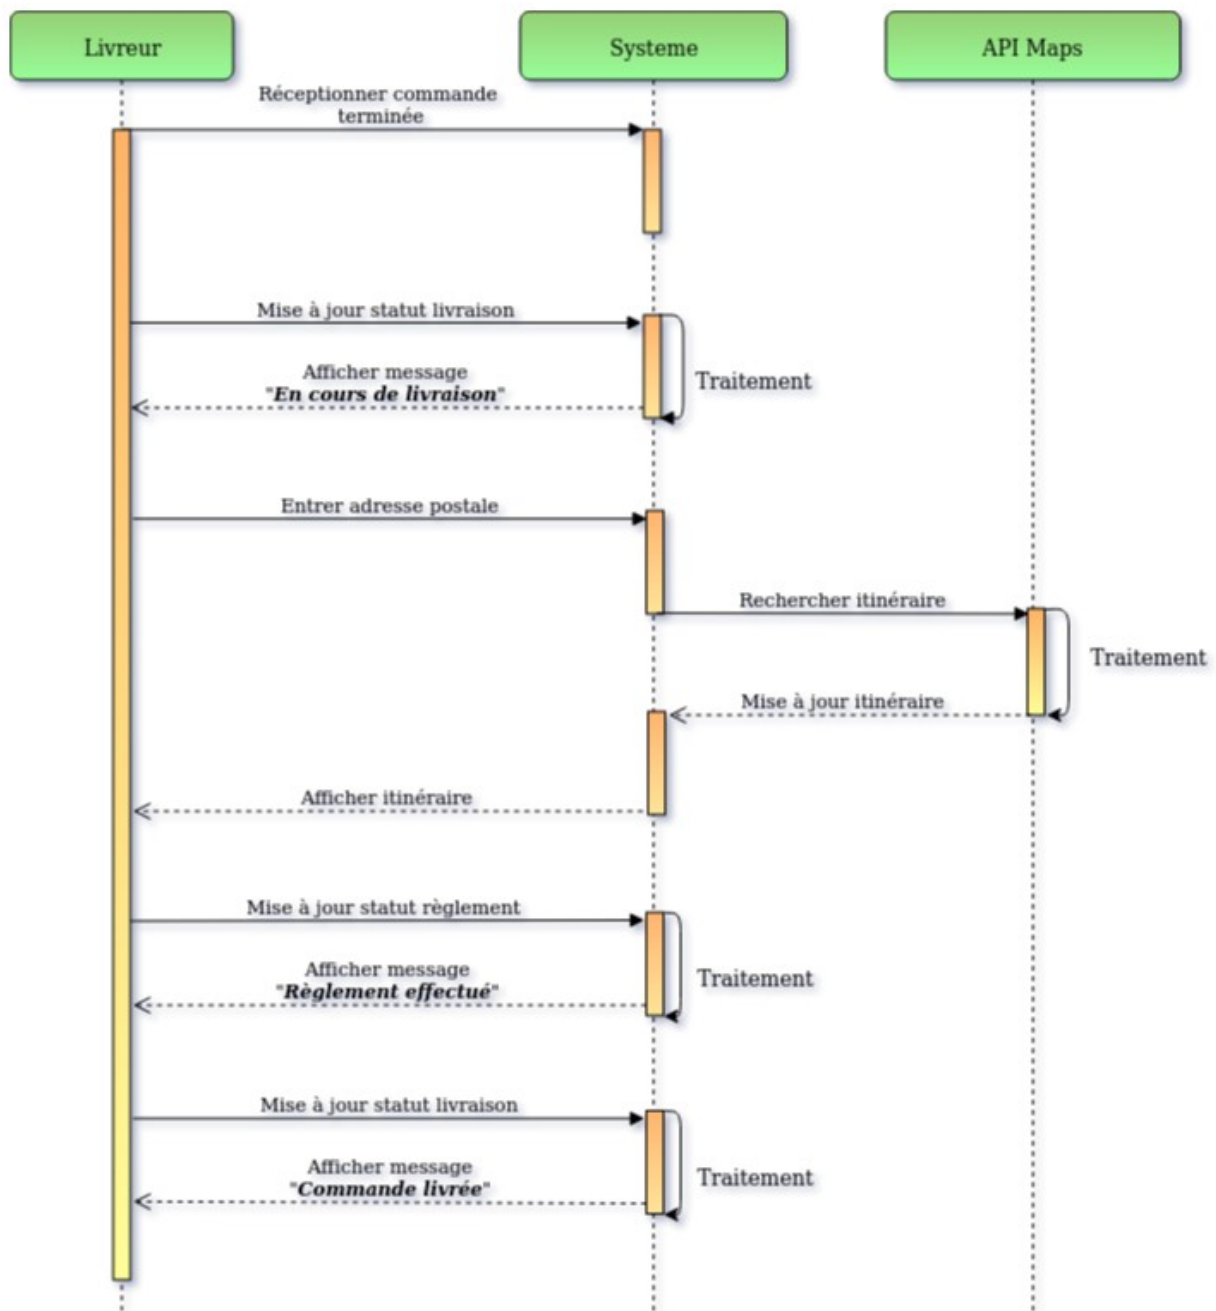 Livreur
Systeme
API Maps
Réceptionner commande
terminée
Mise à jour statut livraison
Afficher message
"En cours de livraison"
Traitement
Entrer adresse postale
Rechercher itinéraire
Traitement
Mise à jour itinéraire
Afficher itinéraire
Mise à jour statut règlement
Afficher message
"Règlement effectué"
Traitement
Mise à jour statut livraison
Afficher message
"Commande livrée"
Traitement